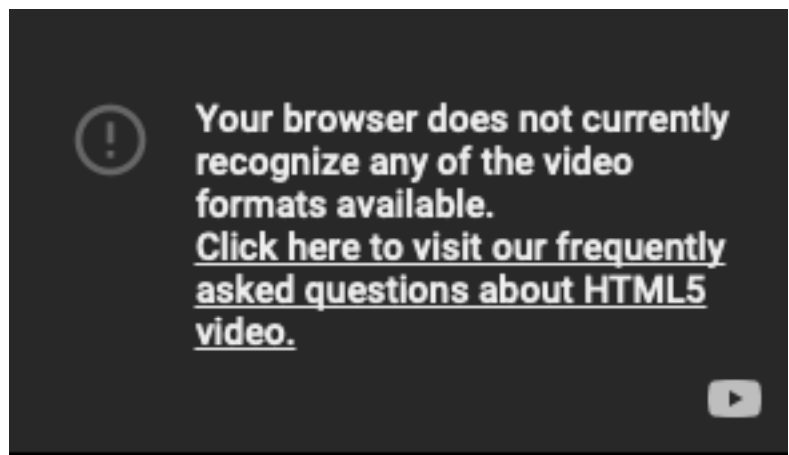 Your browser does not currently
recognize any of the video
formats available.
Click here to visit our frequently
asked questions about HTML5
video.